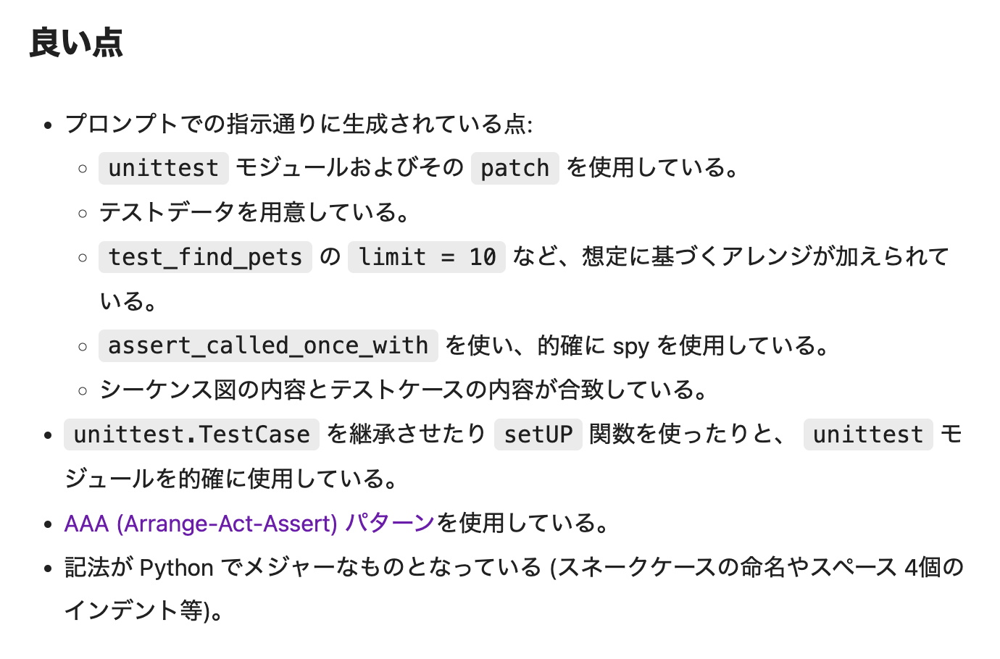 良い点
プロンプトでの指示通りに生成されている点:
unittest モジュールおよびその patch を使用している。
テストデータを用意している。
test_find_pets の limit = 10 など、想定に基づくアレンジが加えられて
いる。
assert_called_once_with を使い、的確に spy を使用している。
シーケンス図の内容とテストケースの内容が合致している。
unittest.TestCase を継承させたり setUP 関数を使ったりと、 unittest モ
ジュールを的確に使用している。
AAA (Arrange-Act-Assert) パターンを使用している。
記法が Python でメジャーなものとなっている (スネークケースの命名やスペース 4個の
インデント等)。